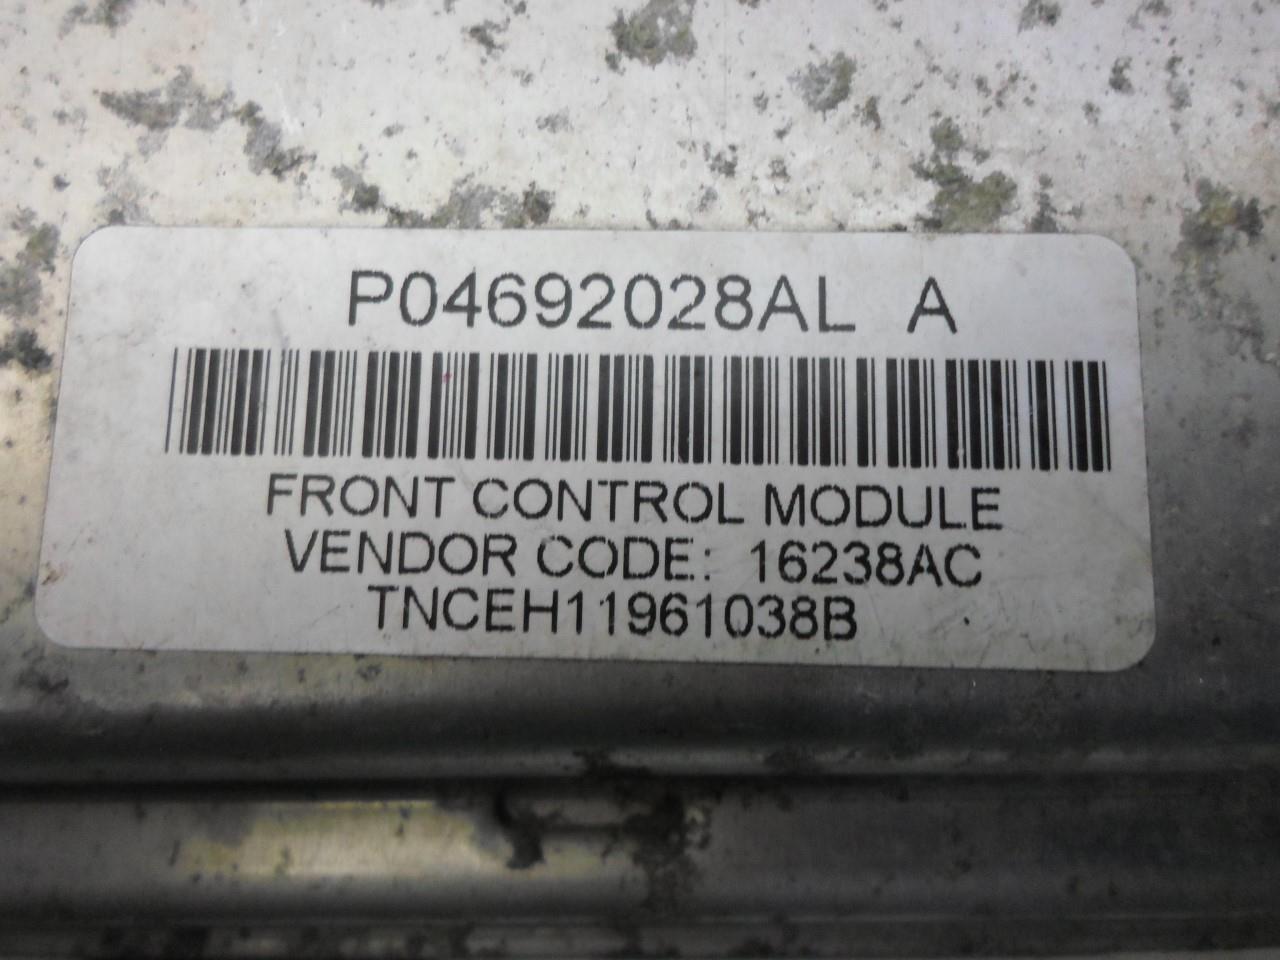 P04692028AL A
FRONT CONTROL MODULE
VENDOR CODE: 16238AC
TNCEH11961038B